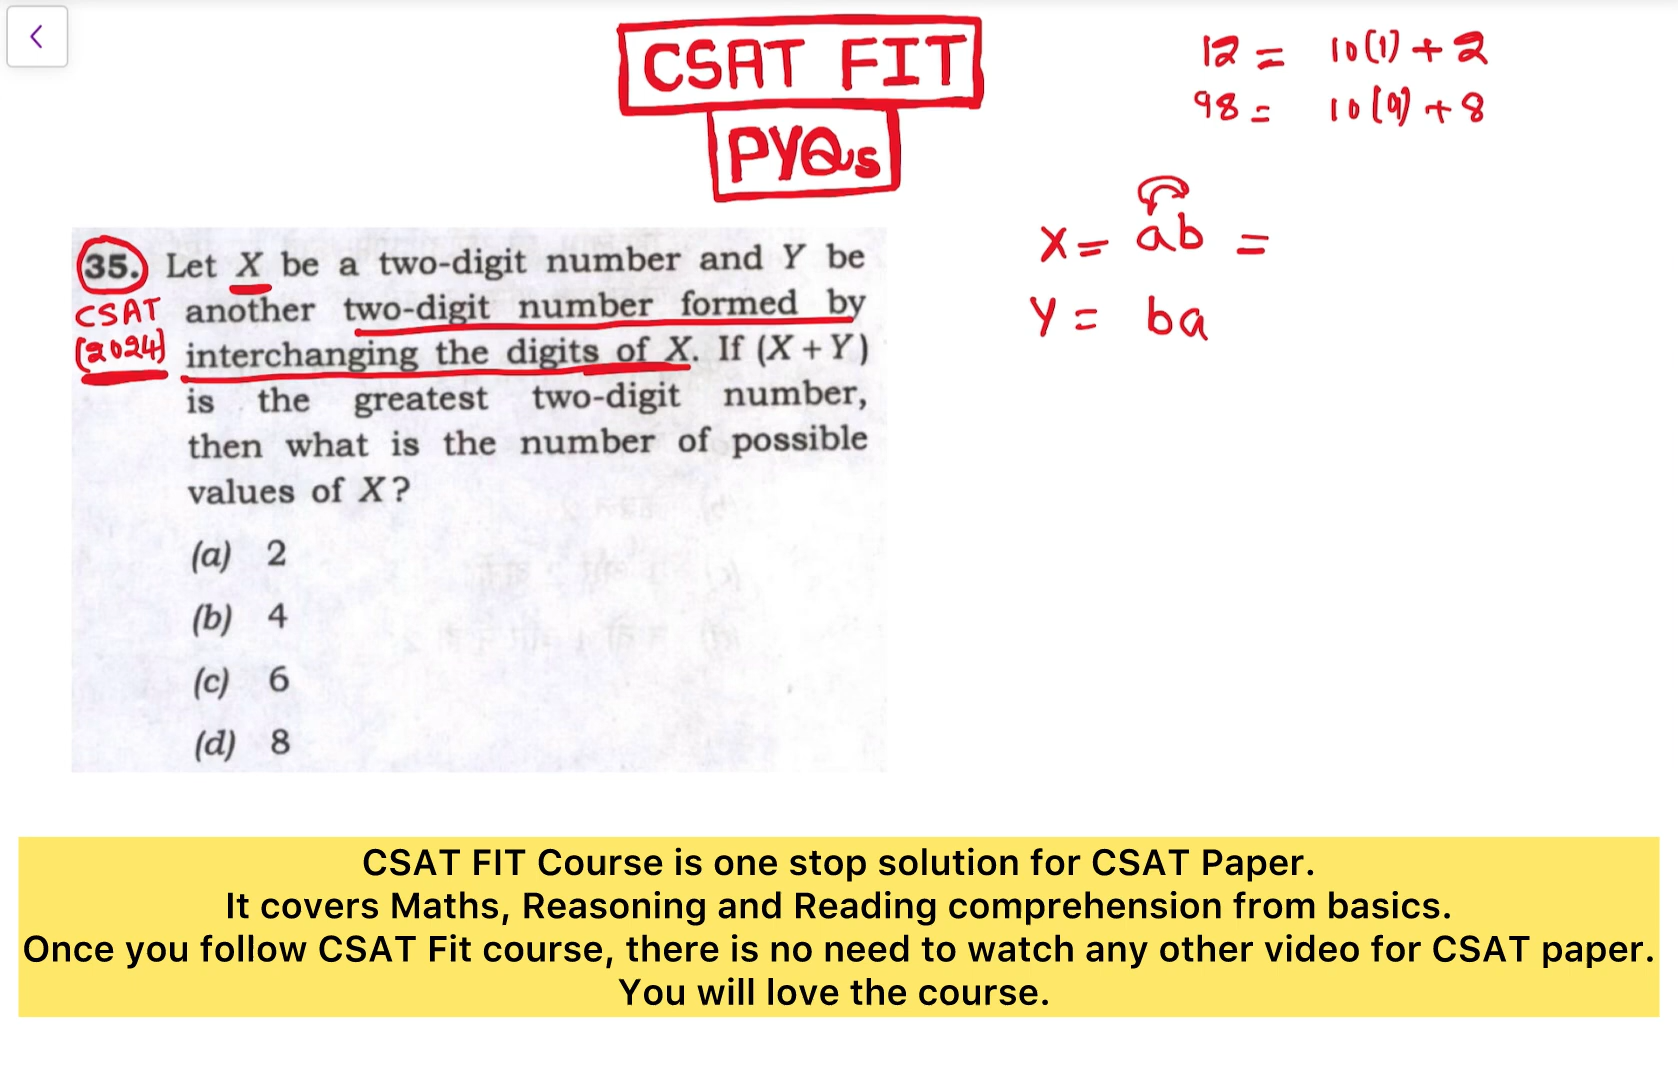 CSAT FIT
PYQs
12 = 10(1) + 2
98 = 10(9) + 8
X = ab =
Y = ba
35. Let X be a two-digit number and Y be
CSAT another two-digit number formed by
(2024) interchanging the digits of X. If (X + Y)
is the greatest two-digit number,
then what is the number of possible
values of X?
(a) 2
(b) 4
(c) 6
(d) 8
CSAT FIT Course is one stop solution for CSAT Paper.
It covers Maths, Reasoning and Reading comprehension from basics.
Once you follow CSAT Fit course, there is no need to watch any other video for CSAT paper.
You will love the course.